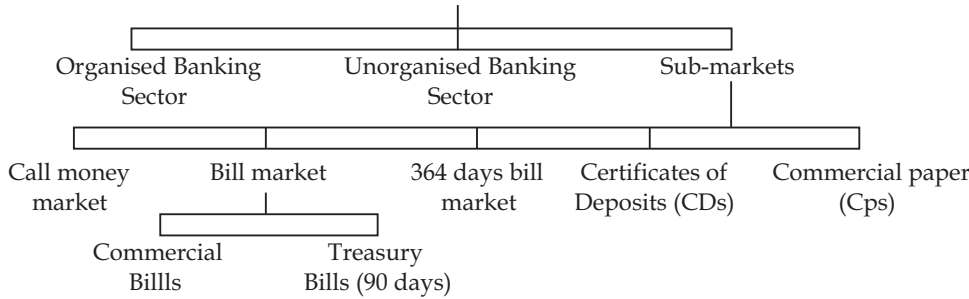 Organised Banking
Sector
Unorganised Banking
Sector
Sub-markets
Call money
market
Bill market
364 days bill
market
Certificates of
Deposits (CDs)
Commercial paper
(Cps)
Commercial
Billls
Treasury
Bills (90 days)